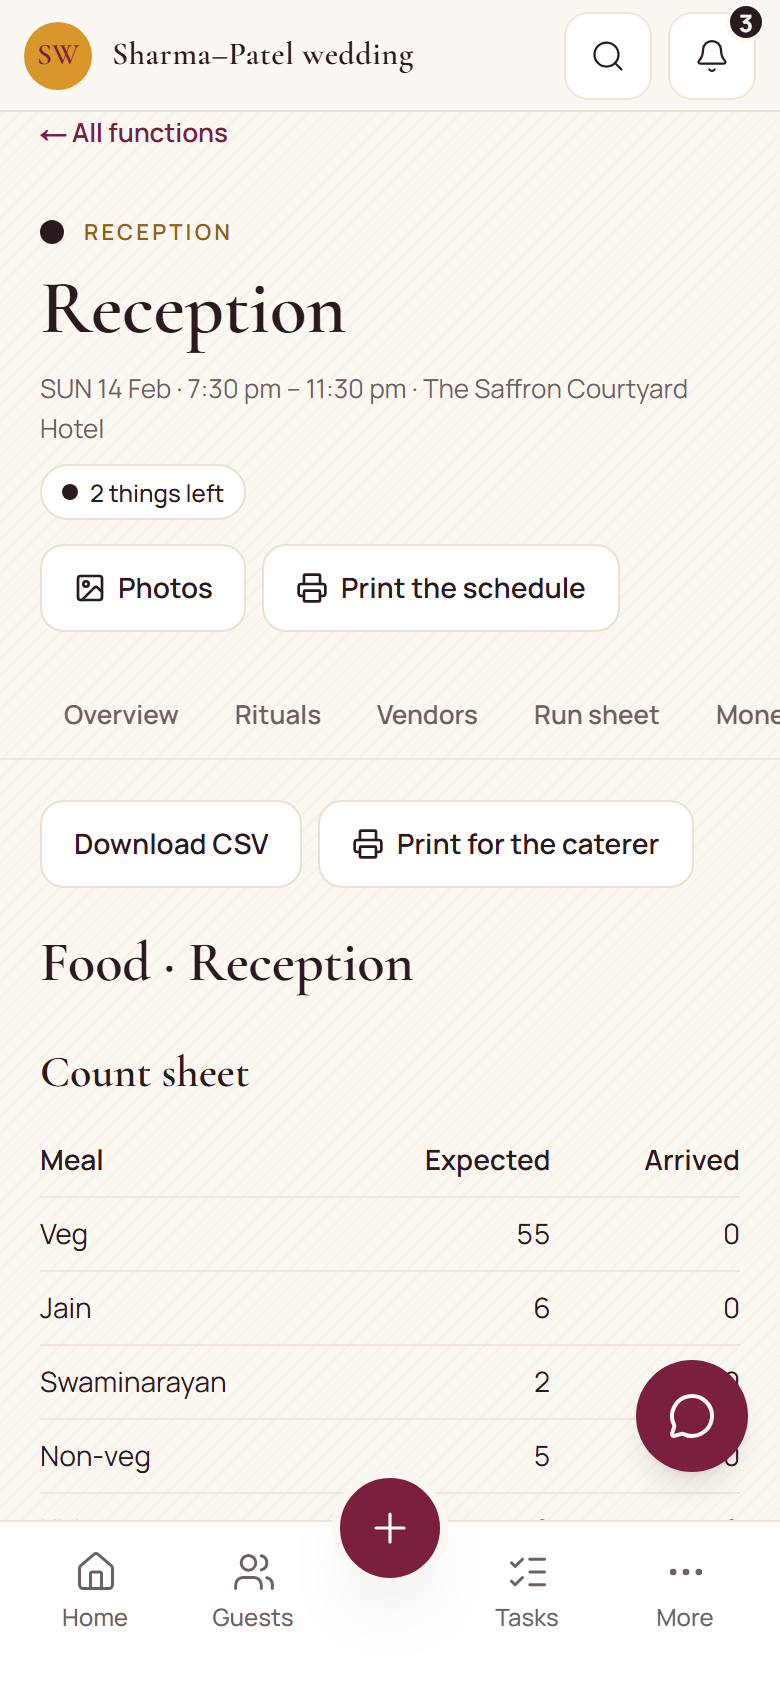 SW Sharma–Patel wedding 3
← All functions
RECEPTION
Reception
SUN 14 Feb · 7:30 pm – 11:30 pm · The Saffron Courtyard
Hotel
2 things left
Photos Print the schedule
Overview Rituals Vendors Run sheet Mone
Download CSV Print for the caterer
Food · Reception
Count sheet
Meal Expected Arrived
Veg 55 0
Jain 6 0
Swaminarayan 2 0
Non-veg 5 0
Home Guests Tasks More